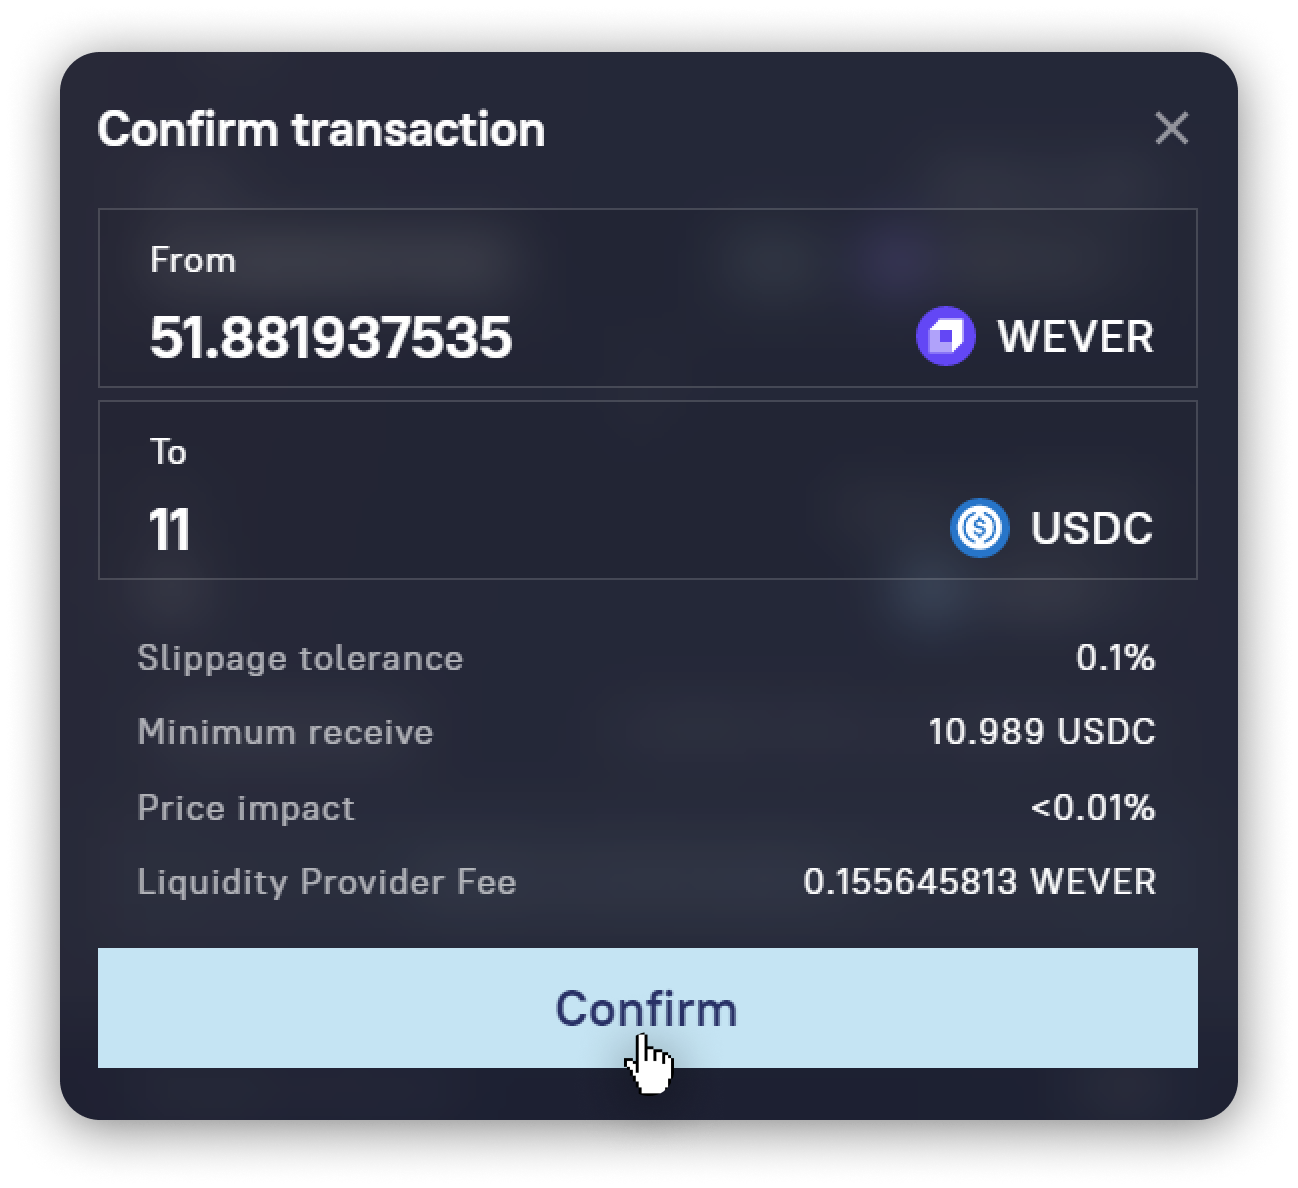 Confirm transaction
From
51.881937535 WEVER
To
11 USDC
Slippage tolerance 0.1%
Minimum receive 10.989 USDC
Price impact <0.01%
Liquidity Provider Fee 0.155645813 WEVER
Confirm